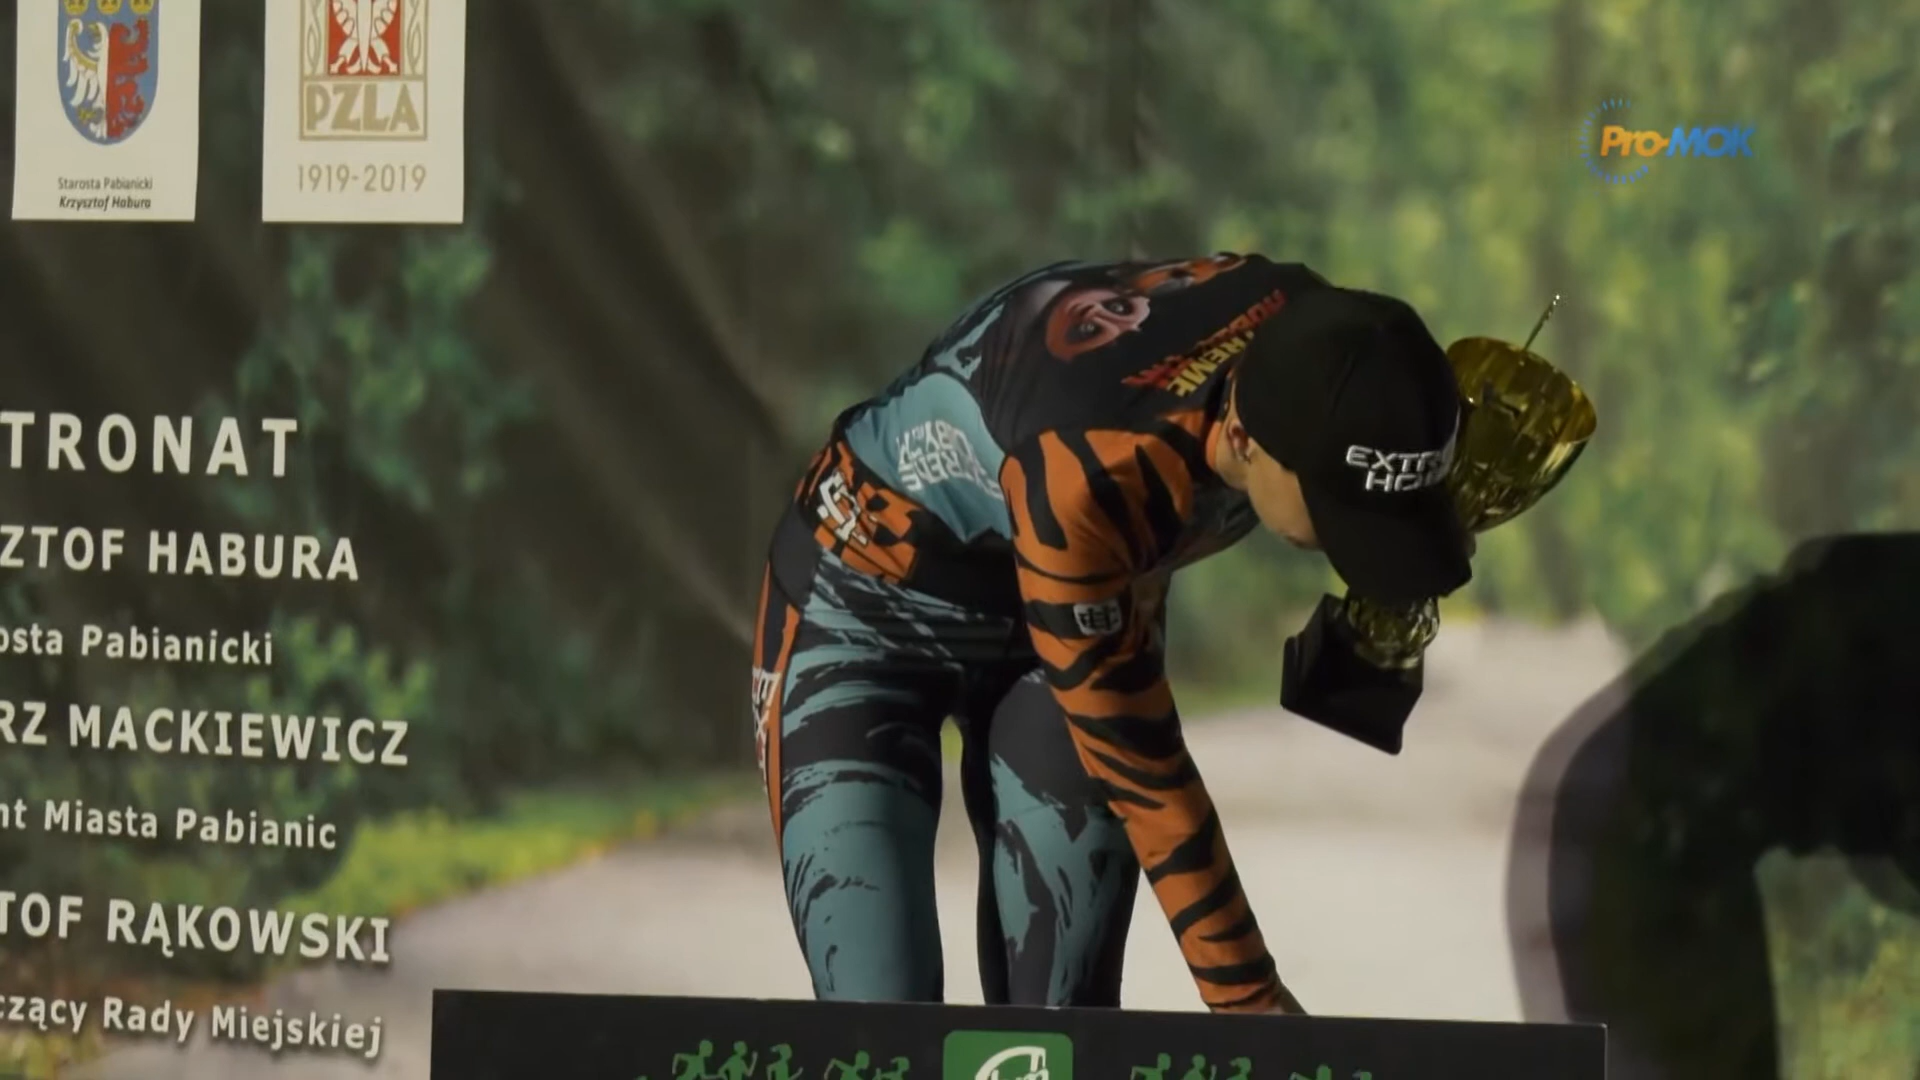 Starosta Pabianicki
Krzysztof Habura
PZLA
1919-2019
Pro-MOK
TRONAT
ZTOF HABURA
osta Pabianicki
RZ MACKIEWICZ
nt Miasta Pabianic
TOF RĄKOWSKI
czący Rady Miejskiej
EXTR
HO